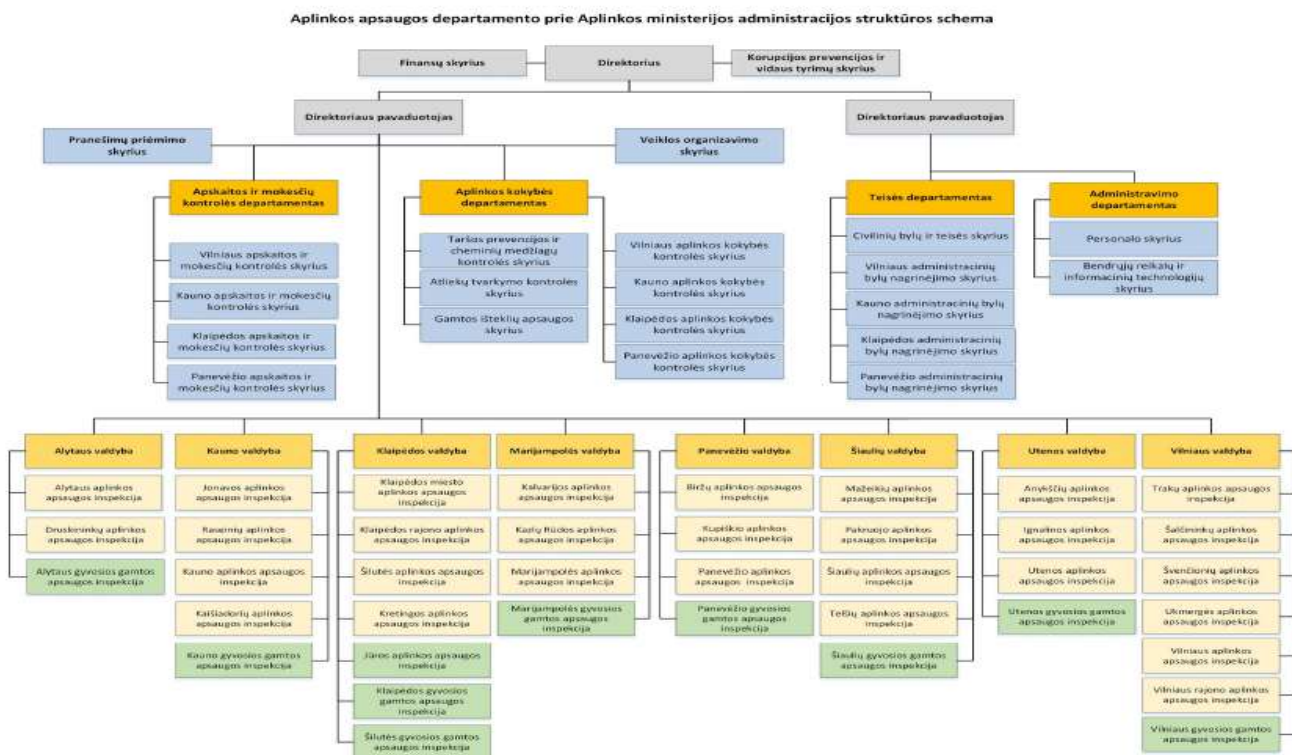 Aplinkos apsaugos departamento prie Aplinkos ministerijos administracijos struktūros schema
Finansų skyrius
Direktorius
Korupcijos prevencijos ir
vidaus tyrimų skyrius
Direktoriaus pavaduotojas
Direktoriaus pavaduotojas
Pranešimų priėmimo
skyrius
Veiklos organizavimo
skyrius
Apskaitos ir mokesčių
kontrolės departamentas
Vilniaus apskaitos ir
mokesčių kontrolės skyrius
Kauno apskaitos ir mokesčių
kontrolės skyrius
Klaipėdos apskaitos ir
mokesčių kontrolės skyrius
Panevėžio apskaitos ir
mokesčių kontrolės skyrius
Aplinkos kokybės
departamentas
Taršos prevencijos ir
cheminių medžiagų
kontrolės skyrius
Atliekų tvarkymo kontrolės
skyrius
Gamtos išteklių apsaugos
skyrius
Vilniaus aplinkos kokybės
kontrolės skyrius
Kauno aplinkos kokybės
kontrolės skyrius
Klaipėdos aplinkos kokybės
kontrolės skyrius
Panevėžio aplinkos kokybės
kontrolės skyrius
Teisės departamentas
Civilinių bylų ir teisės skyrius
Vilniaus administracinių
bylų nagrinėjimo skyrius
Kauno administracinių bylų
nagrinėjimo skyrius
Klaipėdos administracinių
bylų nagrinėjimo skyrius
Panevėžio administracinių
bylų nagrinėjimo skyrius
Administravimo
departamentas
Personalo skyrius
Bendrųjų reikalų ir
informacinių technologijų
skyrius
Alytaus valdyba
Alytaus aplinkos
apsaugos inspekcija
Druskininkų aplinkos
apsaugos inspekcija
Alytaus gyvosios gamtos
apsaugos inspekcija
Kauno valdyba
Jonavos aplinkos
apsaugos inspekcija
Raseinių aplinkos
apsaugos inspekcija
Kauno aplinkos apsaugos
inspekcija
Kaišiadorių aplinkos
apsaugos inspekcija
Kauno gyvosios gamtos
apsaugos inspekcija
Klaipėdos valdyba
Klaipėdos miesto
aplinkos apsaugos
inspekcija
Klaipėdos rajono aplinkos
apsaugos inspekcija
Šilutės aplinkos apsaugos
inspekcija
Kretingos aplinkos
apsaugos inspekcija
Jūros aplinkos apsaugos
inspekcija
Klaipėdos gyvosios
gamtos apsaugos
inspekcija
Šilutės gyvosios gamtos
apsaugos inspekcija
Marijampolės valdyba
Kalvarijos aplinkos
apsaugos inspekcija
Kazlų Rūdos aplinkos
apsaugos inspekcija
Marijampolės aplinkos
apsaugos inspekcija
Marijampolės gyvosios
gamtos apsaugos
inspekcija
Panevėžio valdyba
Biržų aplinkos apsaugos
inspekcija
Kupiškio aplinkos
apsaugos inspekcija
Panevėžio aplinkos
apsaugos inspekcija
Panevėžio gyvosios
gamtos apsaugos
inspekcija
Šiaulių valdyba
Mažeikių aplinkos
apsaugos inspekcija
Pakruojo aplinkos
apsaugos inspekcija
Šiaulių aplinkos apsaugos
inspekcija
Telšių aplinkos apsaugos
inspekcija
Šiaulių gyvosios gamtos
apsaugos inspekcija
Utenos valdyba
Anykščių aplinkos
apsaugos inspekcija
Ignalinos aplinkos
apsaugos inspekcija
Utenos aplinkos
apsaugos inspekcija
Utenos gyvosios gamtos
apsaugos inspekcija
Vilniaus valdyba
Trakų aplinkos apsaugos
inspekcija
Šalčininkų aplinkos
apsaugos inspekcija
Švenčionių aplinkos
apsaugos inspekcija
Ukmergės aplinkos
apsaugos inspekcija
Vilniaus aplinkos
apsaugos inspekcija
Vilniaus rajono aplinkos
apsaugos inspekcija
Vilniaus gyvosios gamtos
apsaugos inspekcija